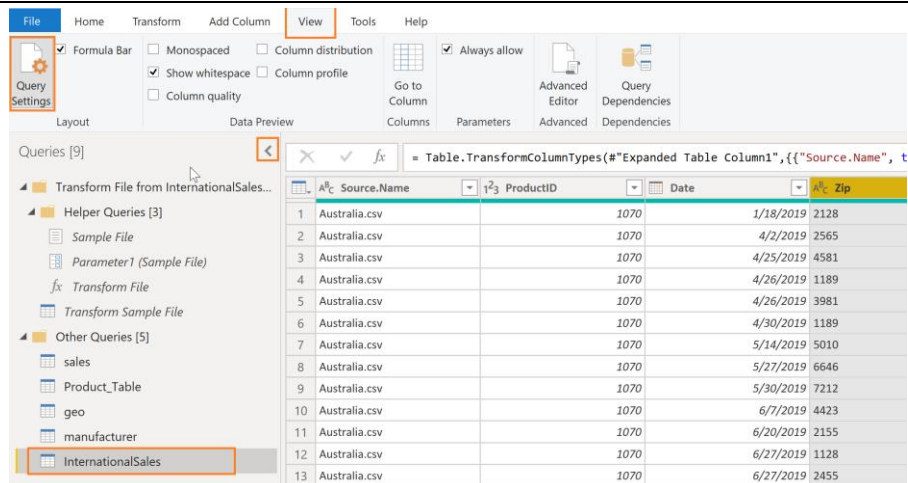 File Home Transform Add Column View Tools Help
Formula Bar Monospaced Column distribution Always allow
Show whitespace Column profile
Query Settings Column quality Go to Column Advanced Editor Query Dependencies
Layout Data Preview Columns Parameters Advanced Dependencies
Queries [9] fx = Table.TransformColumnTypes(#"Expanded Table Column1",{{"Source.Name", t
Transform File from InternationalSales...
Helper Queries [3]
Sample File
Parameter1 (Sample File)
fx Transform File
Transform Sample File
Other Queries [5]
sales
Product_Table
geo
manufacturer
InternationalSales
ABC Source.Name 123 ProductID Date ABC Zip
1 Australia.csv 1070 1/18/2019 2128
2 Australia.csv 1070 4/2/2019 2565
3 Australia.csv 1070 4/25/2019 4581
4 Australia.csv 1070 4/26/2019 1189
5 Australia.csv 1070 4/26/2019 3981
6 Australia.csv 1070 4/30/2019 1189
7 Australia.csv 1070 5/14/2019 5010
8 Australia.csv 1070 5/27/2019 6646
9 Australia.csv 1070 5/30/2019 7212
10 Australia.csv 1070 6/7/2019 4423
11 Australia.csv 1070 6/20/2019 2155
12 Australia.csv 1070 6/27/2019 1128
13 Australia.csv 1070 6/27/2019 2455